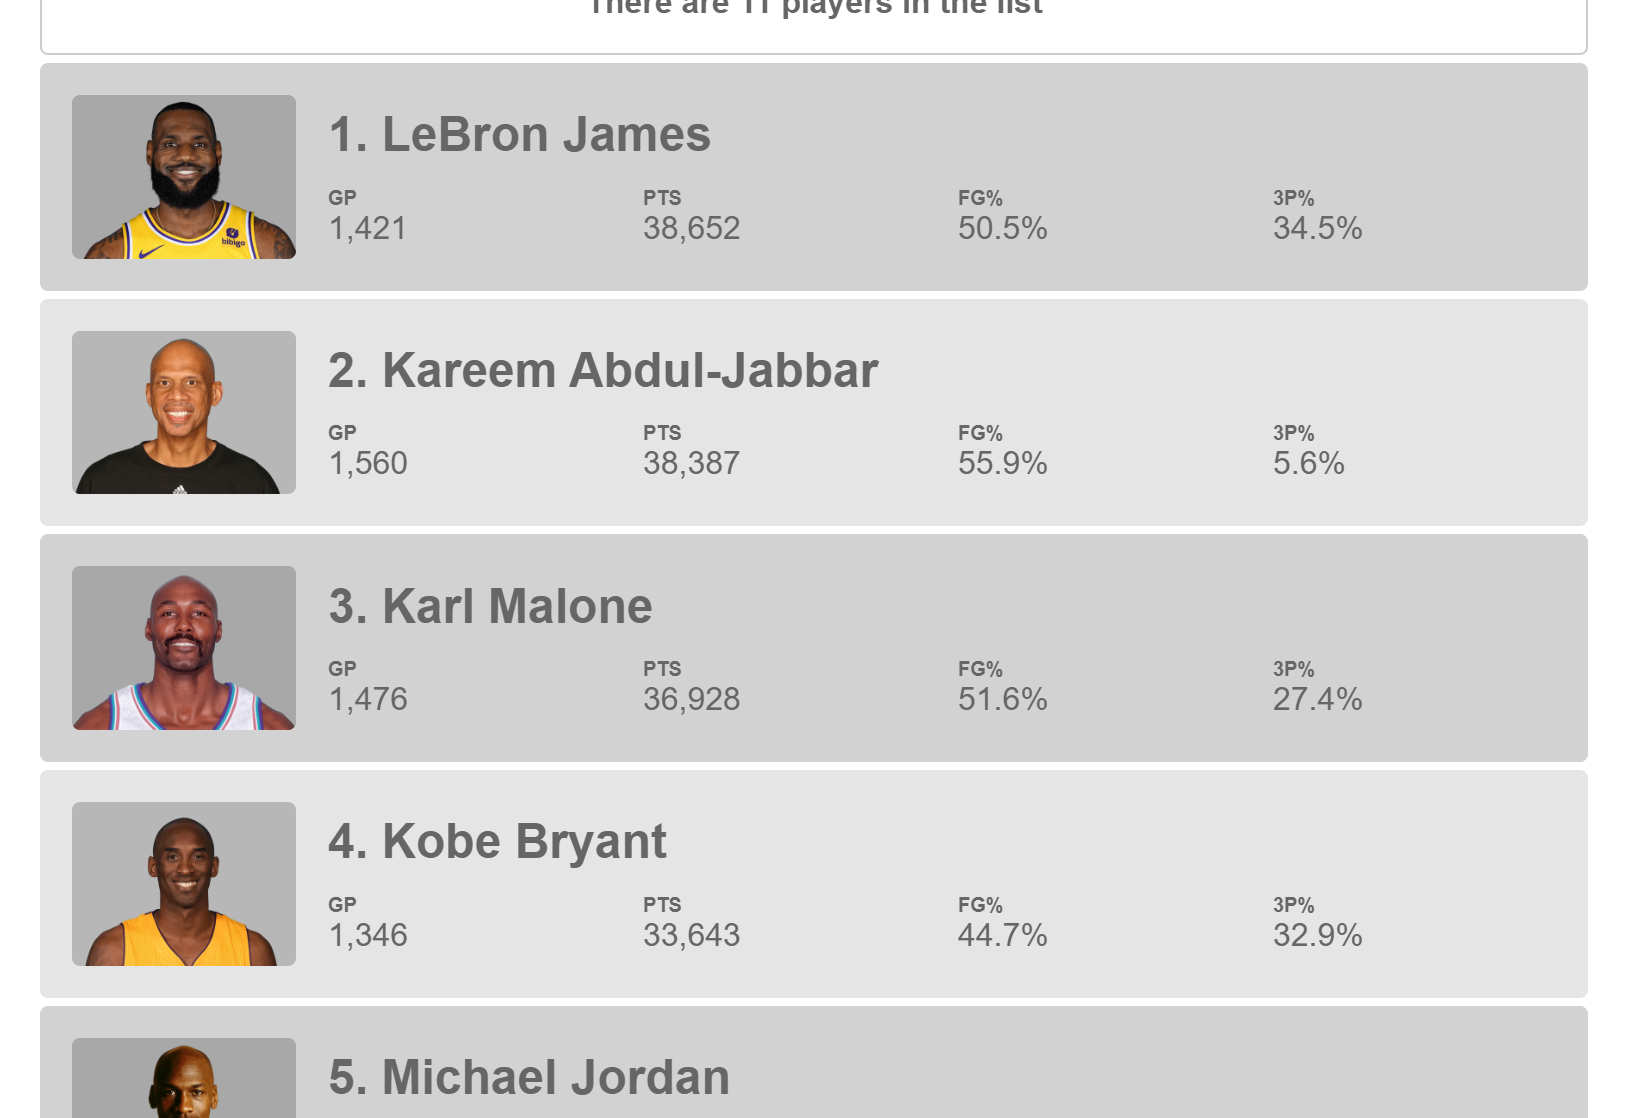 There are 11 players in the list
1. LeBron James
GP PTS FG% 3P%
1,421 38,652 50.5% 34.5%
bibigo
2. Kareem Abdul-Jabbar
GP PTS FG% 3P%
1,560 38,387 55.9% 5.6%
3. Karl Malone
GP PTS FG% 3P%
1,476 36,928 51.6% 27.4%
4. Kobe Bryant
GP PTS FG% 3P%
1,346 33,643 44.7% 32.9%
5. Michael Jordan